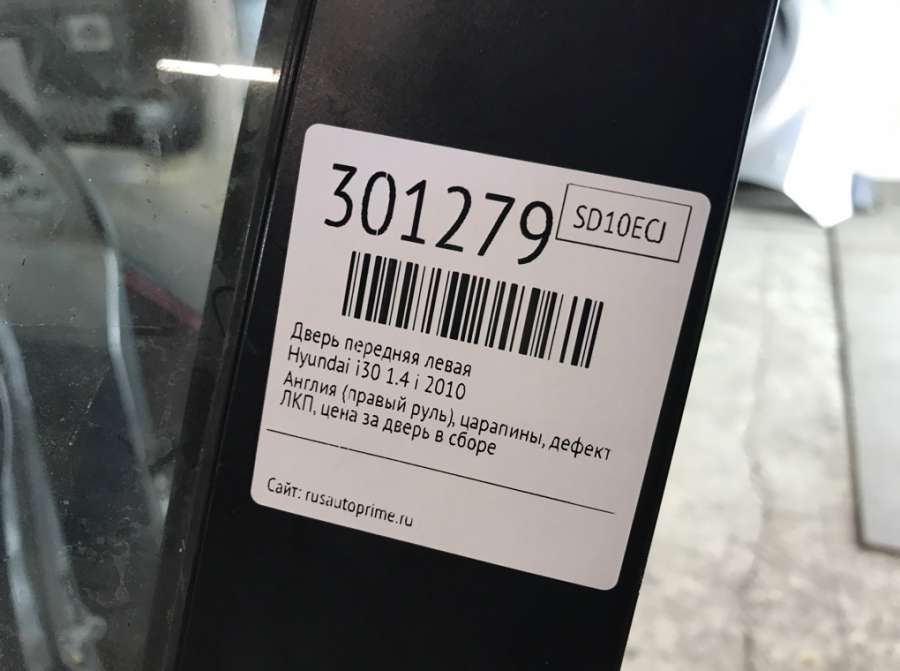 301279
SD10ECJ
Дверь передняя левая
Hyundai i30 1.4 i 2010
Англия (правый руль), царапины, дефект
ЛКП, цена за дверь в сборе
Сайт: rusautoprime.ru